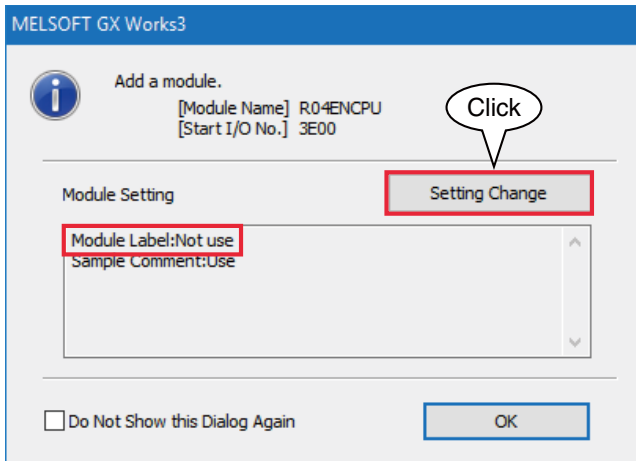 MELSOFT GX Works3
Add a module.
[Module Name] R04ENCPU
[Start I/O No.] 3E00
Click
Module Setting
Setting Change
Module Label:Not use
Sample Comment:Use
Do Not Show this Dialog Again
OK